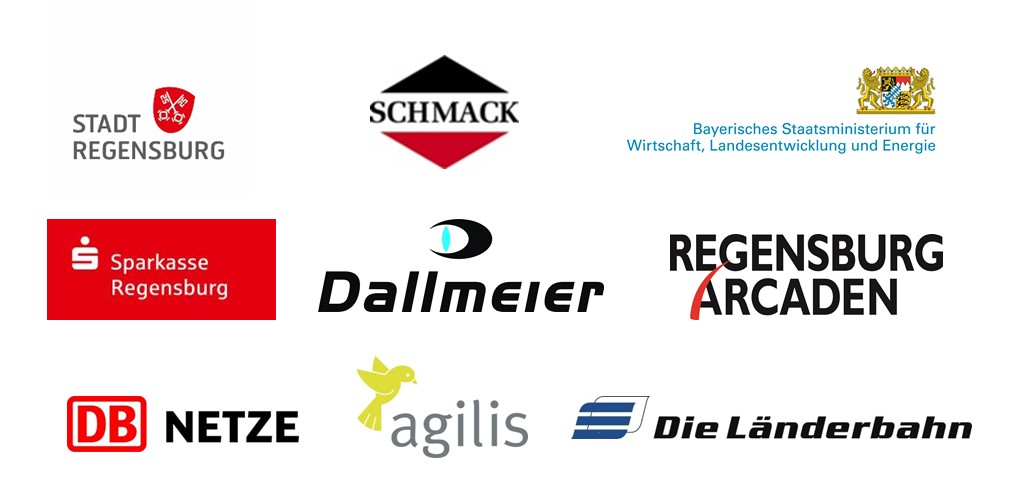 STADT
REGENSBURG
SCHMACK
Bayerisches Staatsministerium für
Wirtschaft, Landesentwicklung und Energie
Sparkasse
Regensburg
Dallmeier
REGENSBURG
ARCADEN
DB NETZE
agilis
Die Länderbahn